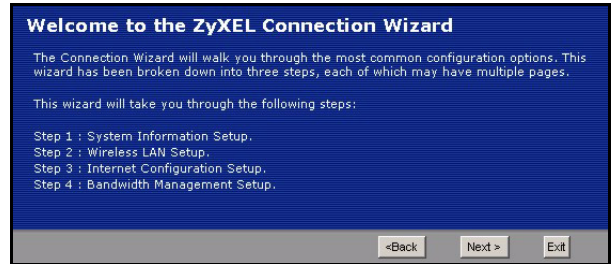 Welcome to the ZyXEL Connection Wizard
The Connection Wizard will walk you through the most common configuration options. This
wizard has been broken down into three steps, each of which may have multiple pages.
This wizard will take you through the following steps:
Step 1 : System Information Setup.
Step 2 : Wireless LAN Setup.
Step 3 : Internet Configuration Setup.
Step 4 : Bandwidth Management Setup.
<Back Next > Exit